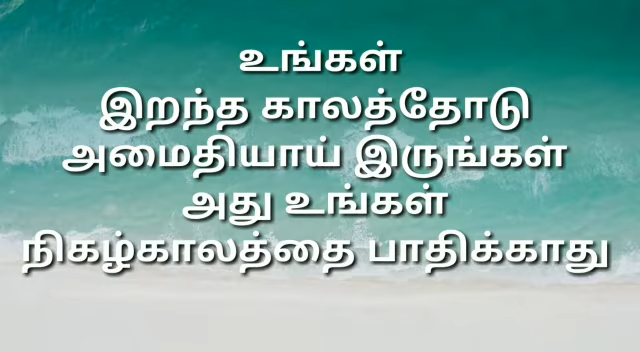 உங்கள்
இறந்த காலத்தோடு
அமைதியாய் இருங்கள்
அது உங்கள்
நிகழ்காலத்தை பாதிக்காது